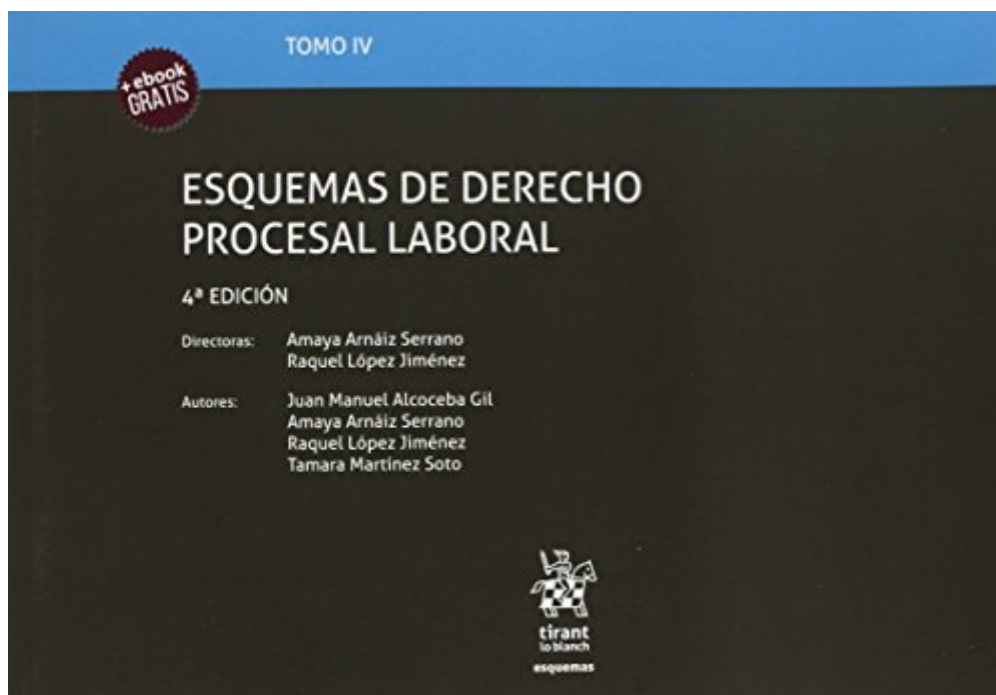 TOMO IV
+ ebook
GRATIS
ESQUEMAS DE DERECHO
PROCESAL LABORAL
4ª EDICIÓN
Directoras: Amaya Arnáiz Serrano
Raquel López Jiménez
Autores: Juan Manuel Alcoceba Gil
Amaya Arnáiz Serrano
Raquel López Jiménez
Tamara Martínez Soto
tirant
lo blanch
esquemas